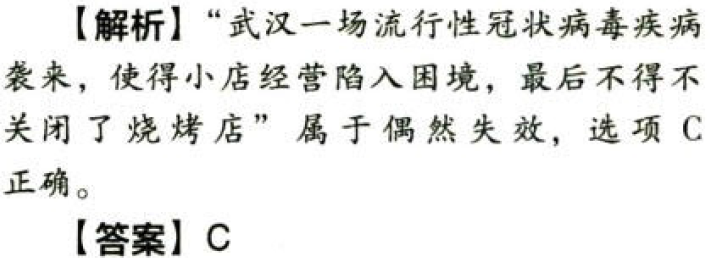 【解析】“武汉一场流行性冠状病毒疾病
袭来，使得小店经营陷入困境，最后不得不
关闭了烧烤店”属于偶然失效，选项 C
正确。
【答案】C